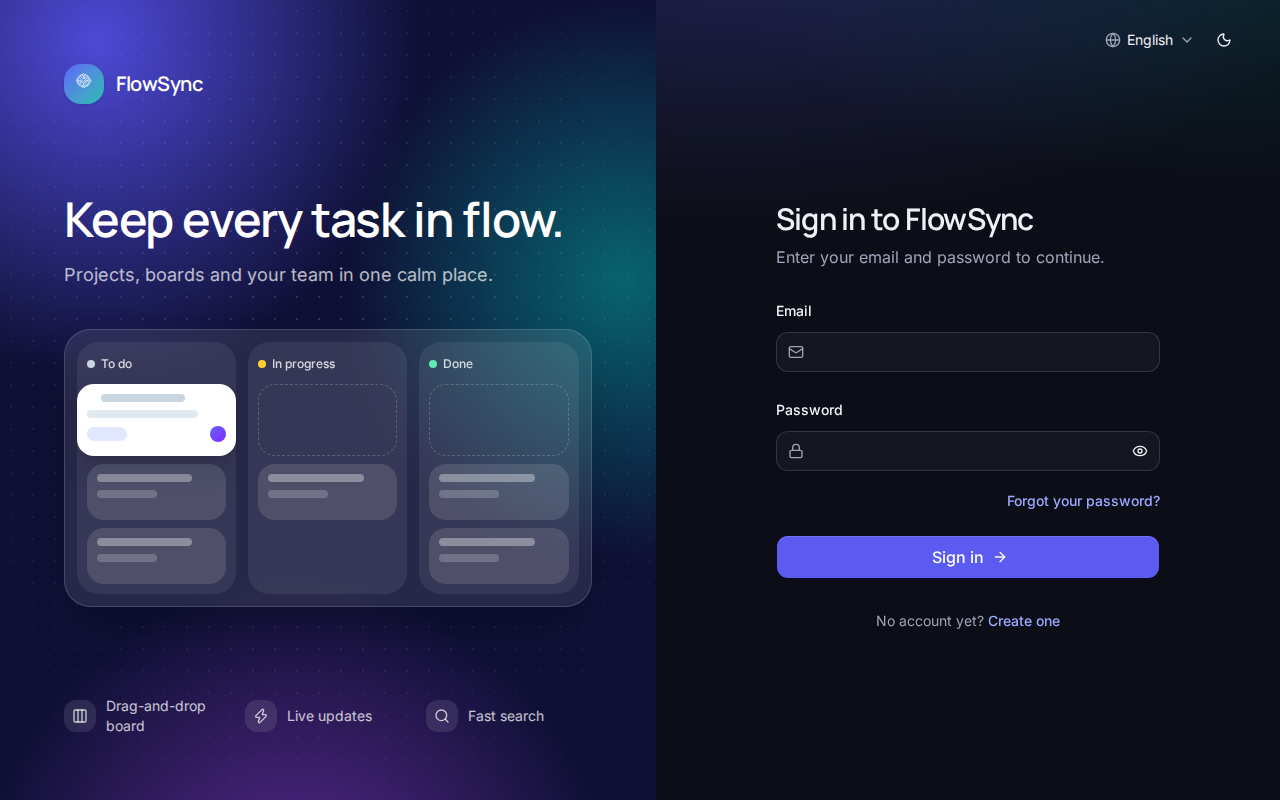 FlowSync
Keep every task in flow.
Projects, boards and your team in one calm place.
To do
In progress
Done
Drag-and-drop
board
Live updates
Fast search
English
Sign in to FlowSync
Enter your email and password to continue.
Email
Password
Forgot your password?
Sign in
No account yet? Create one